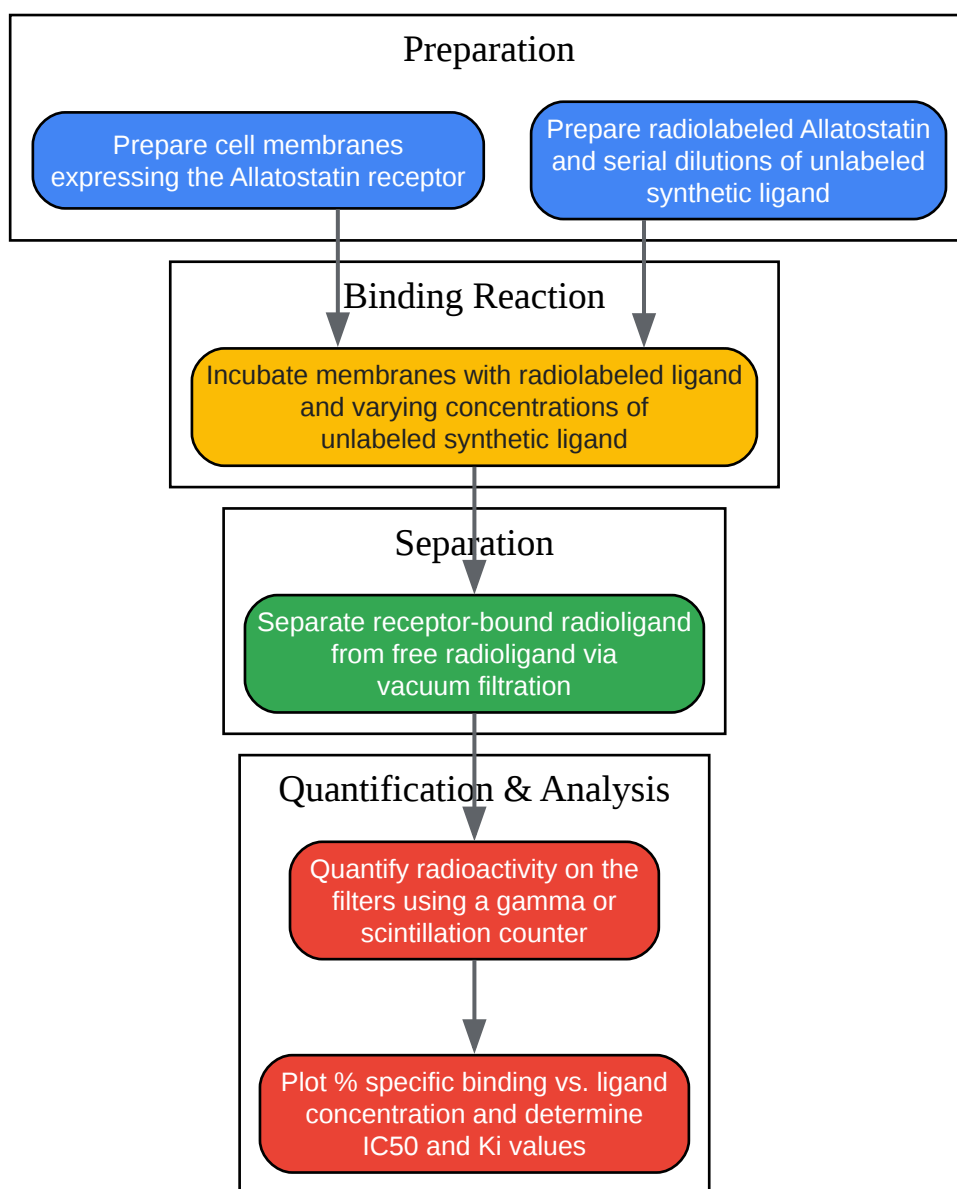 Preparation
Prepare cell membranes
expressing the Allatostatin receptor
Prepare radiolabeled Allatostatin
and serial dilutions of unlabeled
synthetic ligand
Binding Reaction
Incubate membranes with radiolabeled ligand
and varying concentrations of
unlabeled synthetic ligand
Separation
Separate receptor-bound radioligand
from free radioligand via
vacuum filtration
Quantification & Analysis
Quantify radioactivity on the
filters using a gamma or
scintillation counter
Plot % specific binding vs. ligand
concentration and determine
IC50 and Ki values